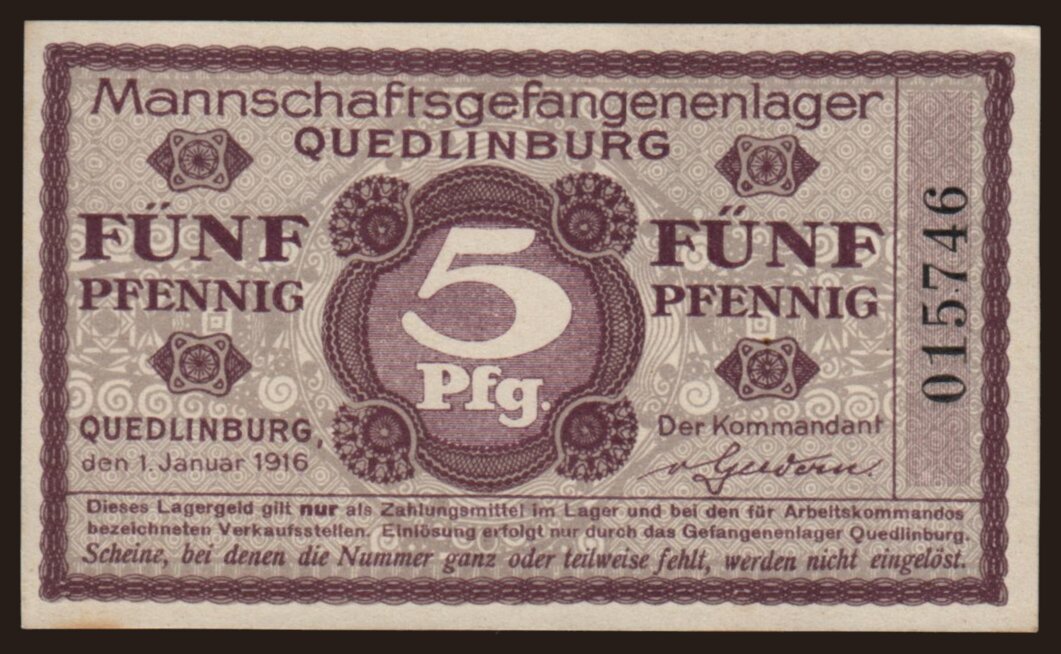 Mannschaftsgefangenenlager
QUEDLINBURG
FÜNF
PFENNIG
5
Pfg.
FÜNF
PFENNIG
015746
QUEDLINBURG,
den 1. Januar 1916
Der Kommandant
Dieses Lagergeld gilt nur als Zahlungsmittel im Lager und bei den für Arbeitskommandos
bezeichneten Verkaufsstellen. Einlösung erfolgt nur durch das Gefangenenlager Quedlinburg.
Scheine, bei denen die Nummer ganz oder teilweise fehlt, werden nicht eingelöst.